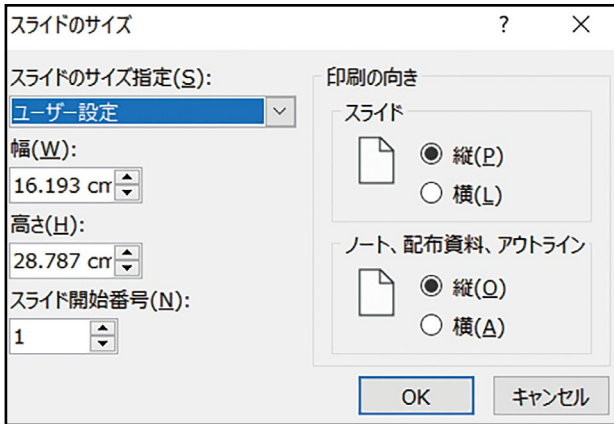 スライドのサイズ
スライドのサイズ指定(S):
ユーザー設定
幅(W):
16.193 cm
高さ(H):
28.787 cm
スライド開始番号(N):
1
印刷の向き
スライド
縦(P)
横(L)
ノート、配布資料、アウトライン
縦(O)
横(A)
OK
キャンセル